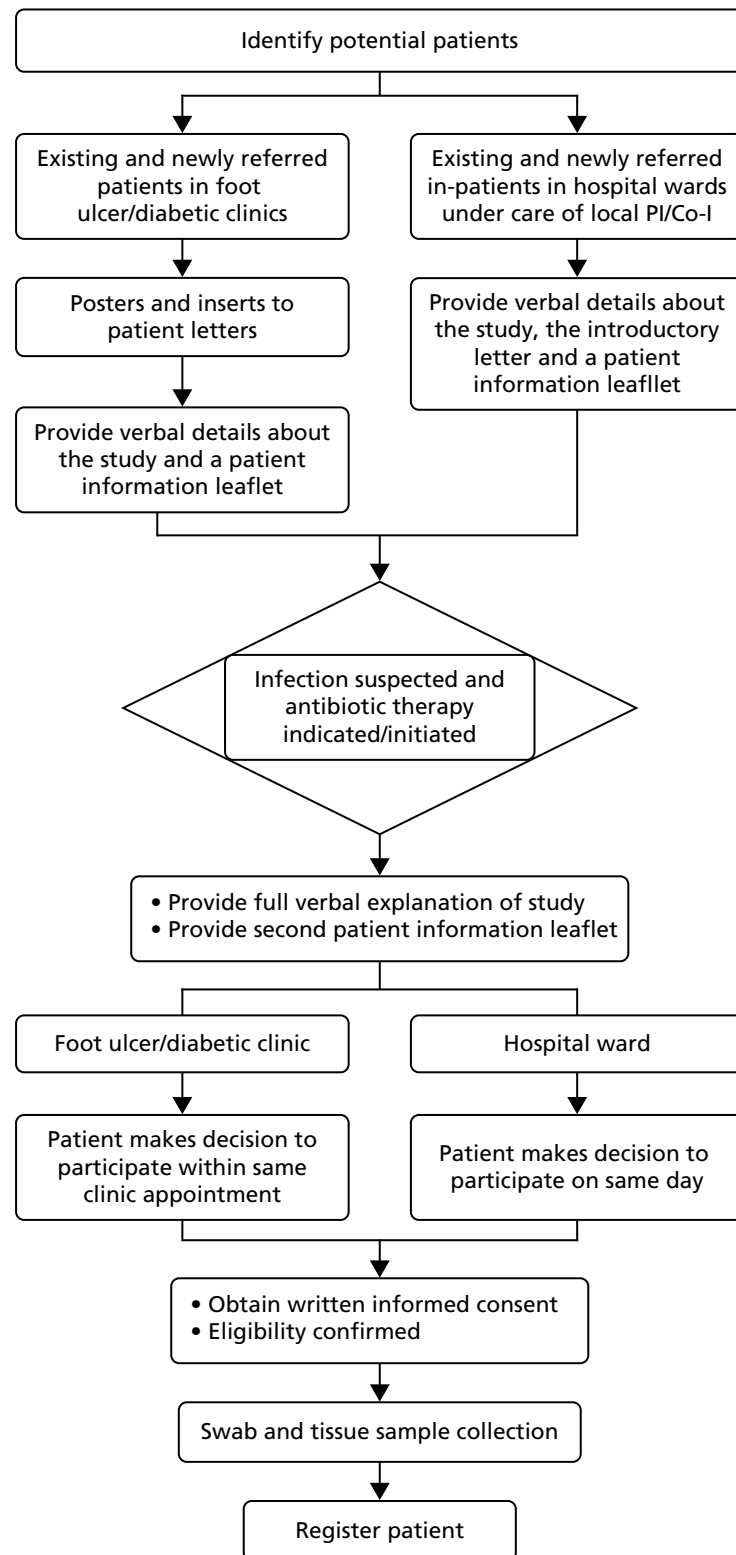 Identify potential patients
Existing and newly referred
patients in foot
ulcer/diabetic clinics
Existing and newly referred
in-patients in hospital wards
under care of local PI/Co-I
Posters and inserts to
patient letters
Provide verbal details about
the study, the introductory
letter and a patient
information leafllet
Provide verbal details about
the study and a patient
information leaflet
Infection suspected and
antibiotic therapy
indicated/initiated
• Provide full verbal explanation of study
• Provide second patient information leaflet
Foot ulcer/diabetic clinic
Hospital ward
Patient makes decision to
participate within same
clinic appointment
Patient makes decision to
participate on same day
• Obtain written informed consent
• Eligibility confirmed
Swab and tissue sample collection
Register patient